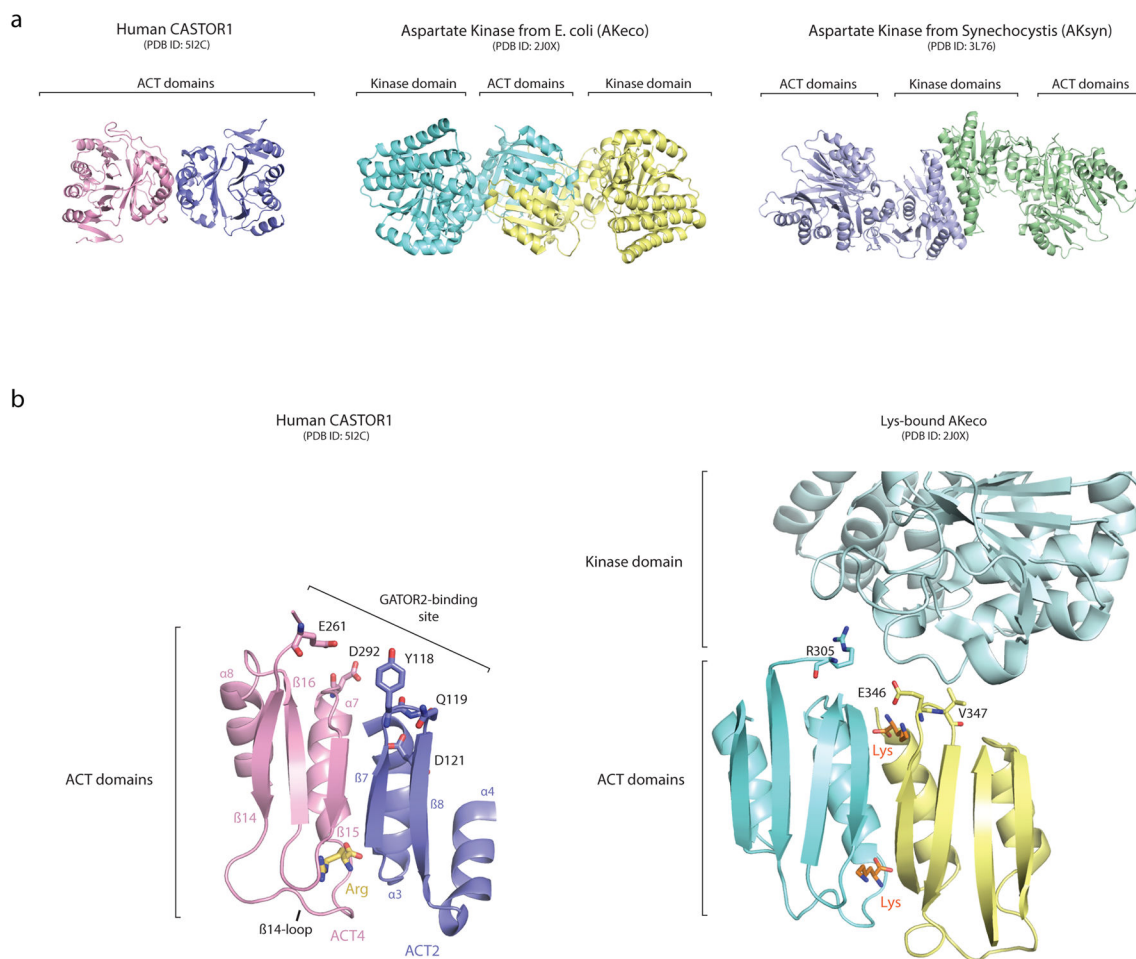 a
Human CASTOR1
(PDB ID: 5I2C)
ACT domains
Aspartate Kinase from E. coli (AKeco)
(PDB ID: 2J0X)
Kinase domain
ACT domains
Kinase domain
Aspartate Kinase from Synechocystis (AKsyn)
(PDB ID: 3L76)
ACT domains
Kinase domains
ACT domains
b
Human CASTOR1
(PDB ID: 5I2C)
GATOR2-binding
site
E261
D292
Y118
α8
ß16
α7
Q119
ACT domains
D121
ß7
ß8
α4
ß14
ß15
Arg
α3
ß14-loop
ACT4
ACT2
Lys-bound AKeco
(PDB ID: 2J0X)
Kinase domain
R305
E346
V347
Lys
ACT domains
Lys